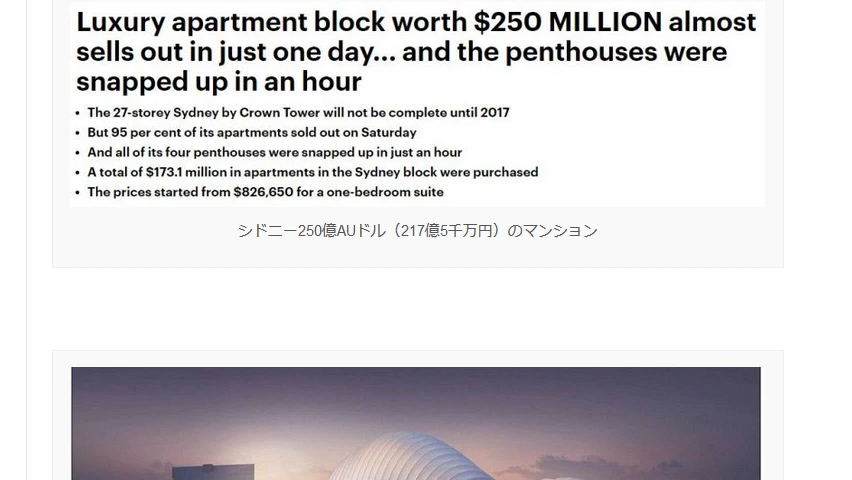 Luxury apartment block worth $250 MILLION almost
sells out in just one day... and the penthouses were
snapped up in an hour
• The 27-storey Sydney by Crown Tower will not be complete until 2017
• But 95 per cent of its apartments sold out on Saturday
• And all of its four penthouses were snapped up in just an hour
• A total of $173.1 million in apartments in the Sydney block were purchased
• The prices started from $826,650 for a one-bedroom suite
シドニー250億AUドル（217億5千万円）のマンション